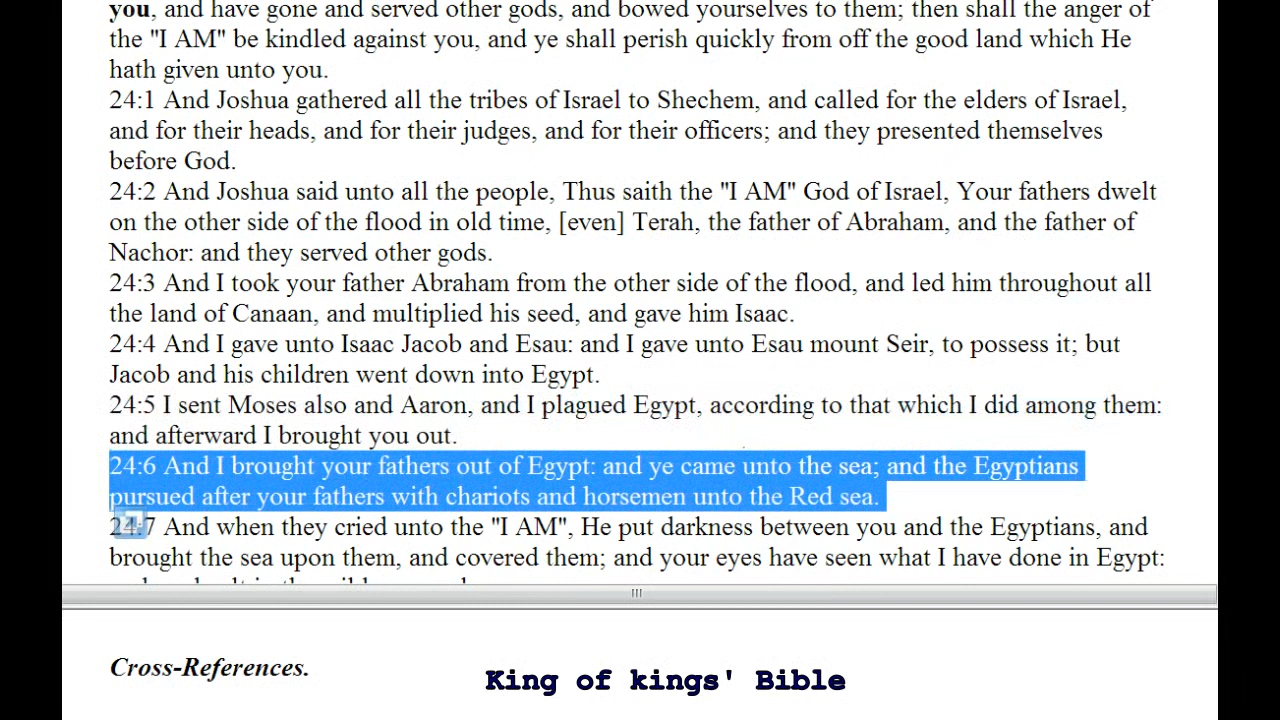 you, and have gone and served other gods, and bowed yourselves to them; then shall the anger of
the "I AM" be kindled against you, and ye shall perish quickly from off the good land which He
hath given unto you.
24:1 And Joshua gathered all the tribes of Israel to Shechem, and called for the elders of Israel,
and for their heads, and for their judges, and for their officers; and they presented themselves
before God.
24:2 And Joshua said unto all the people, Thus saith the "I AM" God of Israel, Your fathers dwelt
on the other side of the flood in old time, [even] Terah, the father of Abraham, and the father of
Nachor: and they served other gods.
24:3 And I took your father Abraham from the other side of the flood, and led him throughout all
the land of Canaan, and multiplied his seed, and gave him Isaac.
24:4 And I gave unto Isaac Jacob and Esau: and I gave unto Esau mount Seir, to possess it; but
Jacob and his children went down into Egypt.
24:5 I sent Moses also and Aaron, and I plagued Egypt, according to that which I did among them:
and afterward I brought you out.
24:6 And I brought your fathers out of Egypt: and ye came unto the sea; and the Egyptians
pursued after your fathers with chariots and horsemen unto the Red sea.
24:7 And when they cried unto the "I AM", He put darkness between you and the Egyptians, and
brought the sea upon them, and covered them; and your eyes have seen what I have done in Egypt:
Cross-References.
King of kings' Bible